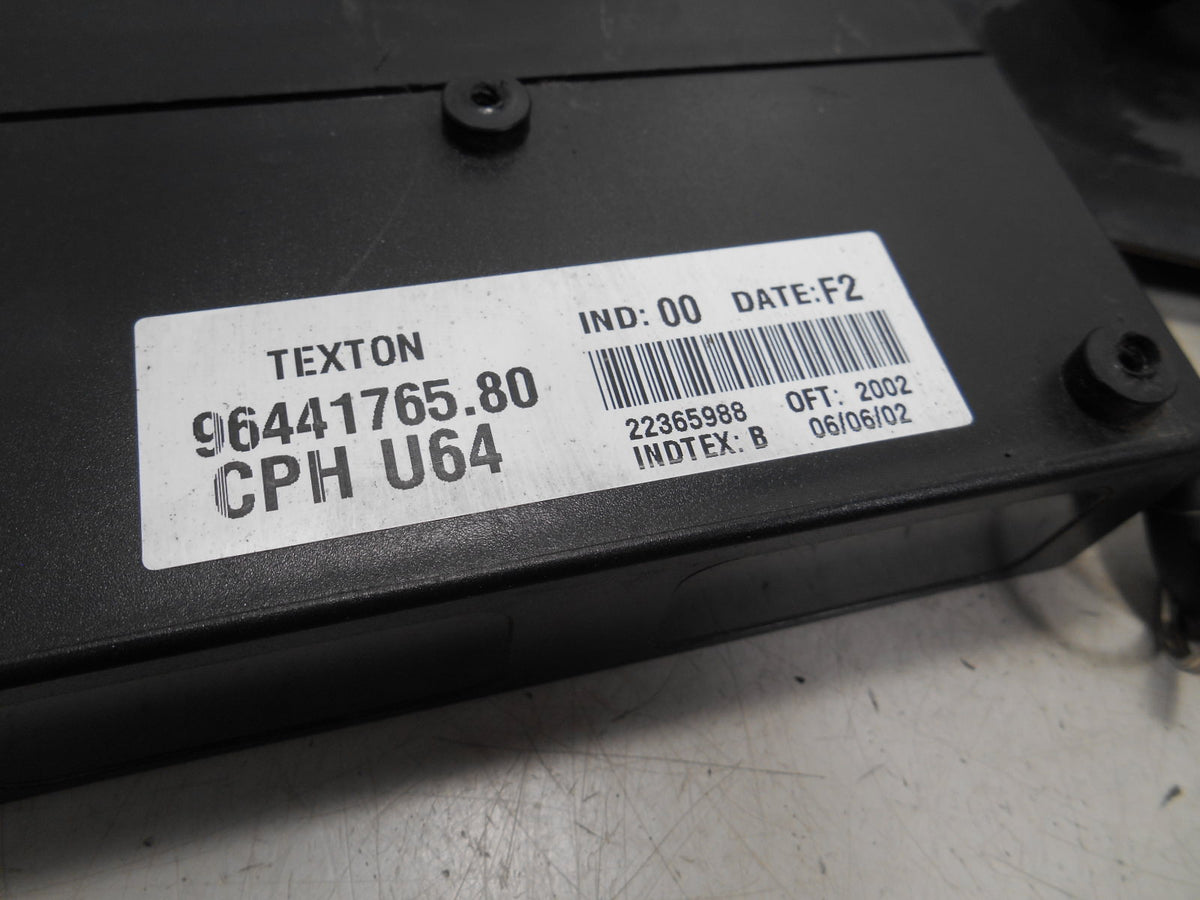 TEXTON
96441765.80
CPH U64
IND: 00 DATE:F2
22365988 OFT: 2002
INDTEX: B 06/06/02